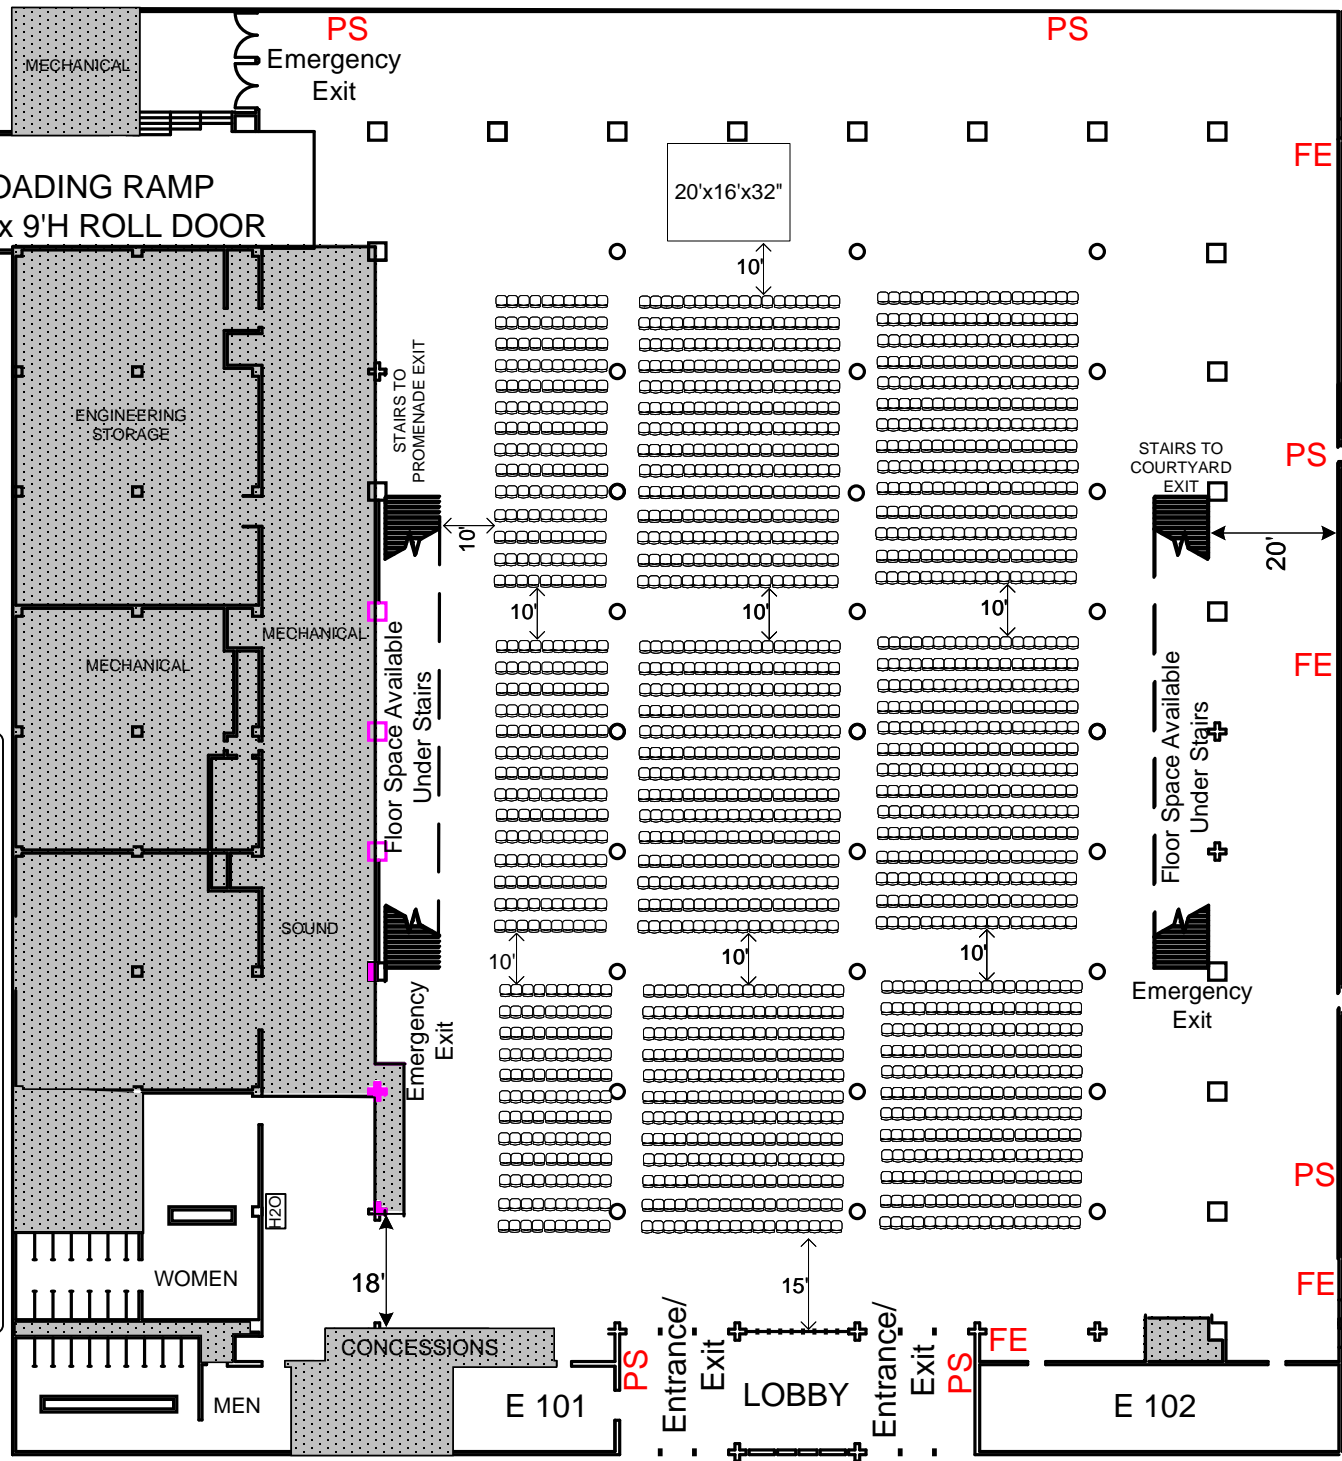 PS
PS
Emergency
Exit
MECHANICAL
FE
OADING RAMP
x 9'H ROLL DOOR
20'x16'x32"
10'
STAIRS TO
PROMENADE EXIT
ENGINEERING
STORAGE
STAIRS TO
COURTYARD
EXIT
PS
10'
20'
10'
10'
10'
MECHANICAL
MECHANICAL
Floor Space Available
Under Stairs
Floor Space Available
Under Stairs
FE
SOUND
10'
10'
10'
Emergency
Exit
Emergency
Exit
PS
H2O
WOMEN
18'
15'
FE
CONCESSIONS
Entrance/
Exit
Entrance/
Exit
FE
PS
PS
MEN
E 101
LOBBY
E 102